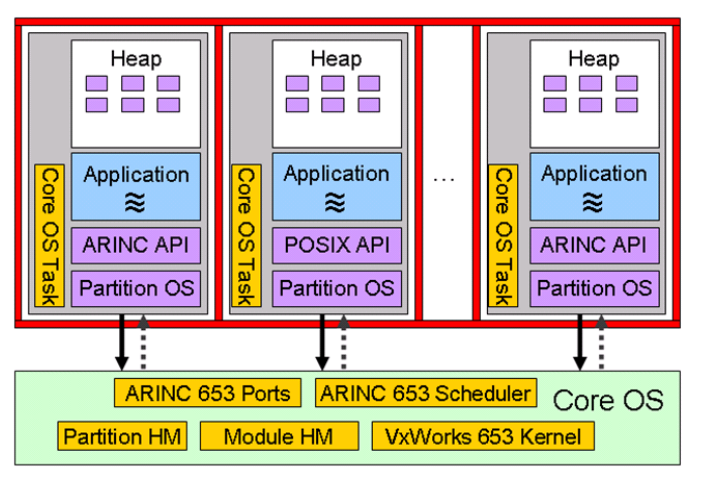 Heap
Application
≋
ARINC API
Partition OS
Core OS Task
Heap
Application
≋
POSIX API
Partition OS
Core OS Task
...
Heap
Application
≋
ARINC API
Partition OS
Core OS Task
ARINC 653 Ports
ARINC 653 Scheduler
Core OS
Partition HM
Module HM
VxWorks 653 Kernel